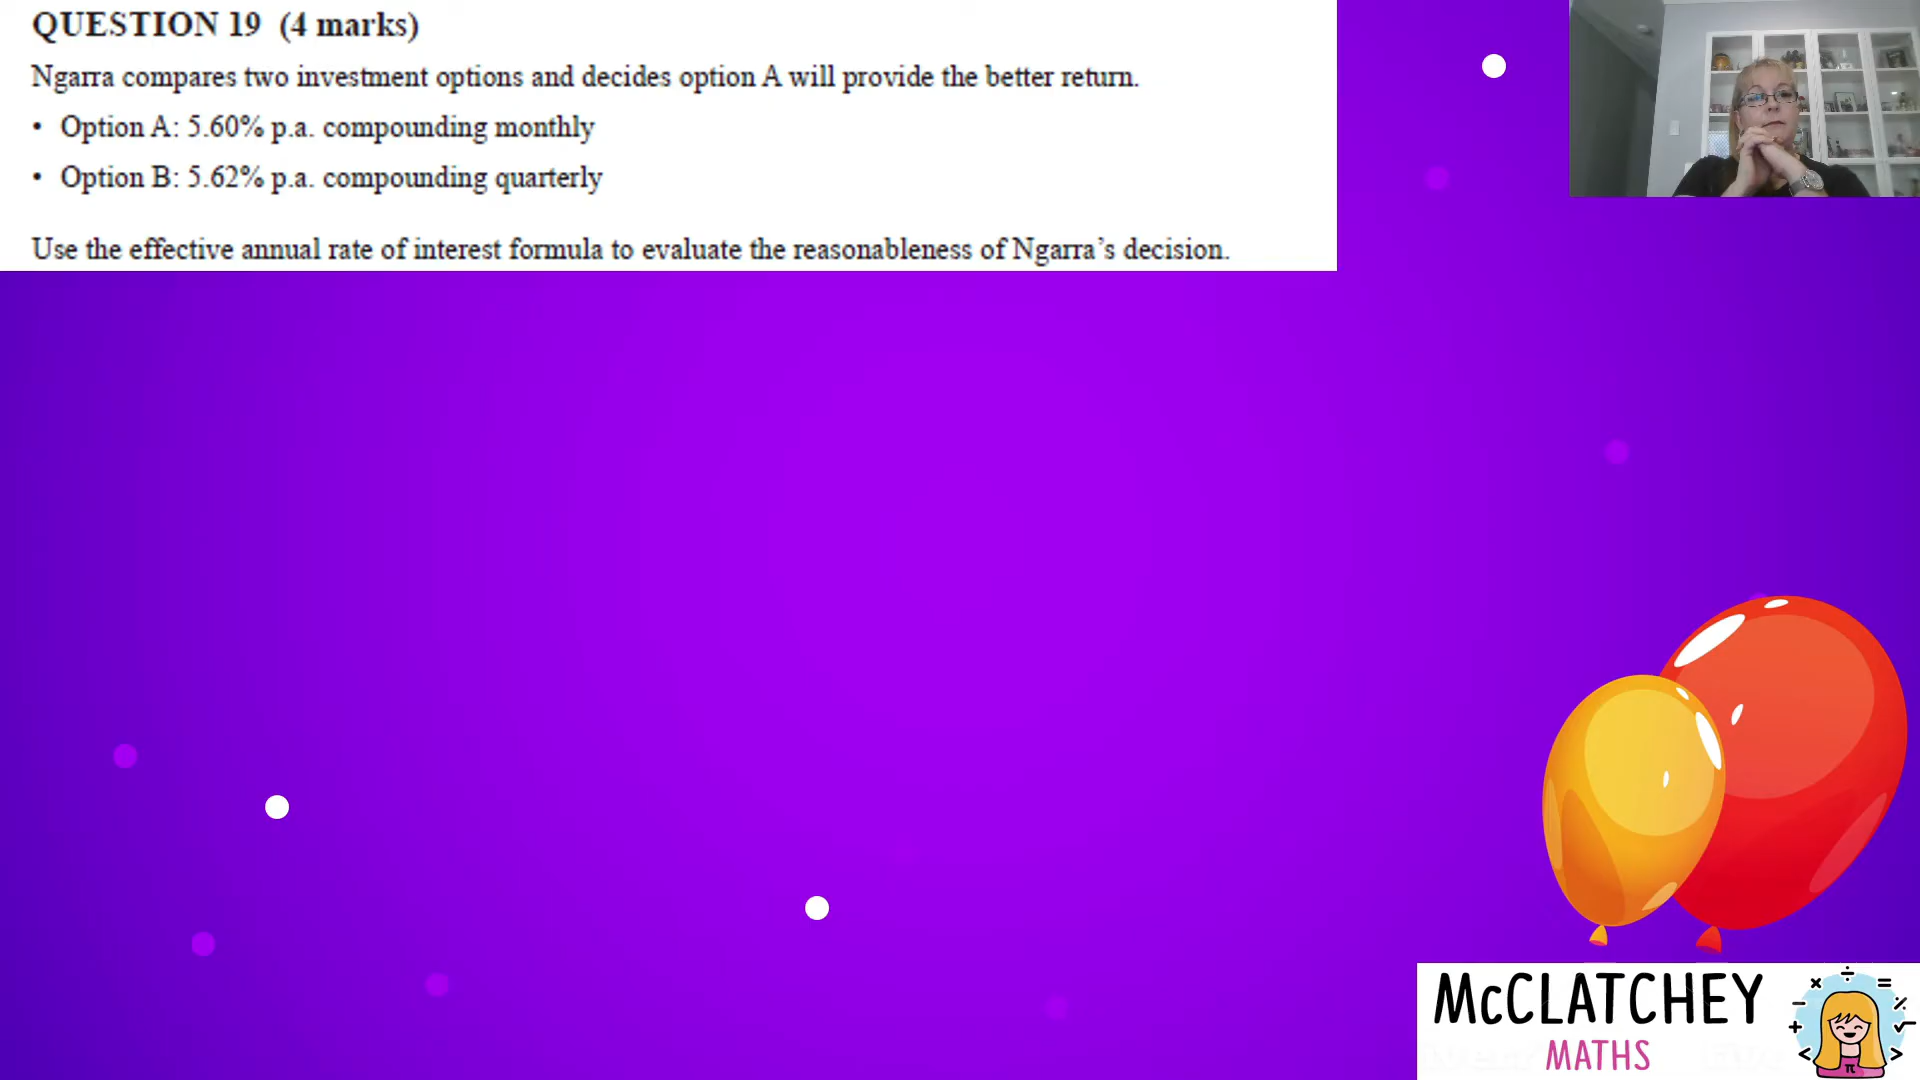 QUESTION 19 (4 marks)
Ngarra compares two investment options and decides option A will provide the better return.
• Option A: 5.60% p.a. compounding monthly
• Option B: 5.62% p.a. compounding quarterly
Use the effective annual rate of interest formula to evaluate the reasonableness of Ngarra's decision.
McCLATCHEY
MATHS